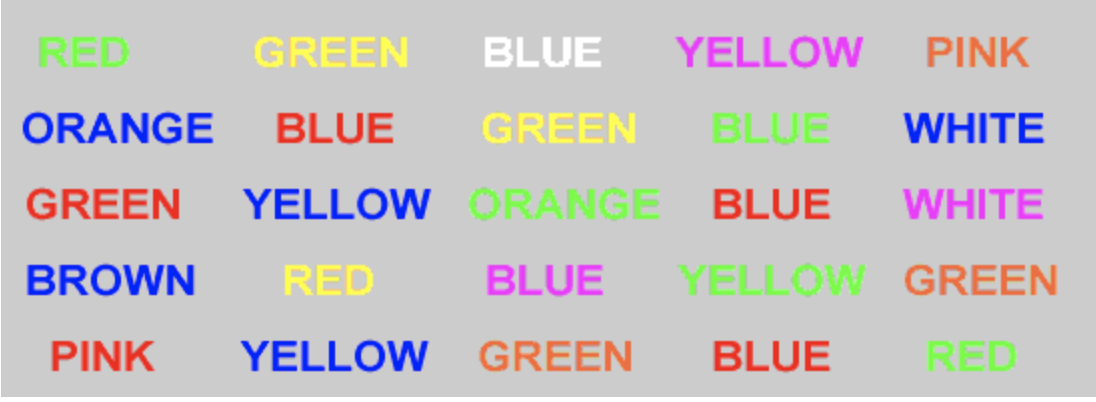 RED GREEN BLUE YELLOW PINK
ORANGE BLUE GREEN BLUE WHITE
GREEN YELLOW ORANGE BLUE WHITE
BROWN RED BLUE YELLOW GREEN
PINK YELLOW GREEN BLUE RED